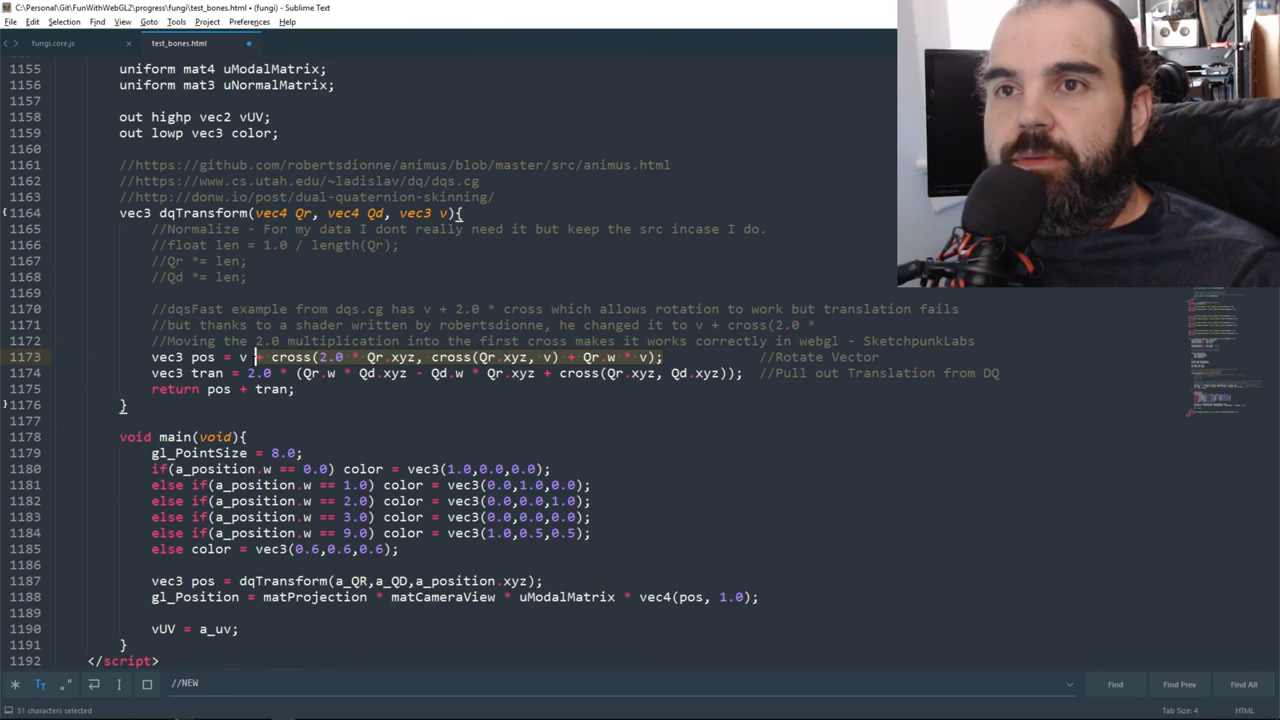 C:\Personal\Git\FunWithWebGL2\progress\fungi\test_bones.html • (fungi) - Sublime Text
File Edit Selection Find View Goto Tools Project Preferences Help
fungi.core.js × test_bones.html
1155 uniform mat4 uModalMatrix;
1156 uniform mat3 uNormalMatrix;
1157
1158 out highp vec2 vUV;
1159 out lowp vec3 color;
1160
1161 //https://github.com/robertsdionne/animus/blob/master/src/animus.html
1162 //https://www.cs.utah.edu/~ladislav/dq/dqs.cg
1163 //http://donw.io/post/dual-quaternion-skinning/
1164 vec3 dqTransform(vec4 Qr, vec4 Qd, vec3 v){
1165 //Normalize - For my data I dont really need it but keep the src incase I do.
1166 //float len = 1.0 / length(Qr);
1167 //Qr *= len;
1168 //Qd *= len;
1169
1170 //dqsFast example from dqs.cg has v + 2.0 * cross which allows rotation to work but translation fails
1171 //but thanks to a shader written by robertsdionne, he changed it to v + cross(2.0 *
1172 //Moving the 2.0 multiplication into the first cross makes it works correctly in webgl - SketchpunkLabs
1173 vec3 pos = v + cross(2.0 * Qr.xyz, cross(Qr.xyz, v) + Qr.w * v); //Rotate Vector
1174 vec3 tran = 2.0 * (Qr.w * Qd.xyz - Qd.w * Qr.xyz + cross(Qr.xyz, Qd.xyz)); //Pull out Translation from DQ
1175 return pos + tran;
1176 }
1177
1178 void main(void){
1179 gl_PointSize = 8.0;
1180 if(a_position.w == 0.0) color = vec3(1.0,0.0,0.0);
1181 else if(a_position.w == 1.0) color = vec3(0.0,1.0,0.0);
1182 else if(a_position.w == 2.0) color = vec3(0.0,0.0,1.0);
1183 else if(a_position.w == 3.0) color = vec3(0.0,0.0,0.0);
1184 else if(a_position.w == 9.0) color = vec3(1.0,0.5,0.5);
1185 else color = vec3(0.6,0.6,0.6);
1186
1187 vec3 pos = dqTransform(a_QR,a_QD,a_position.xyz);
1188 gl_Position = matProjection * matCameraView * uModalMatrix * vec4(pos, 1.0);
1189
1190 vUV = a_uv;
1191 }
1192 </script>
//NEW Find Find Prev Find All
51 characters selected Tab Size: 4 HTML